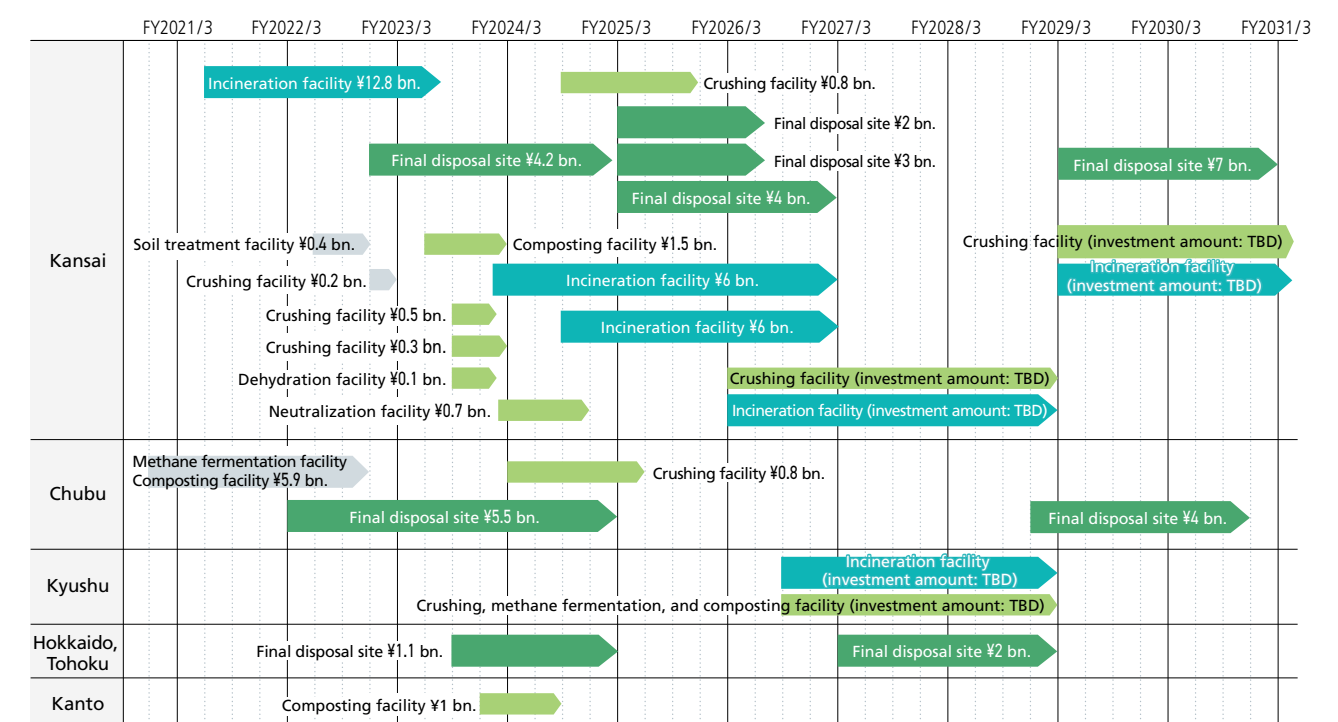 FY2021/3 FY2022/3 FY2023/3 FY2024/3 FY2025/3 FY2026/3 FY2027/3 FY2028/3 FY2029/3 FY2030/3 FY2031/3
Kansai
Incineration facility ¥12.8 bn.
Crushing facility ¥0.8 bn.
Final disposal site ¥2 bn.
Final disposal site ¥4.2 bn.
Final disposal site ¥3 bn.
Final disposal site ¥7 bn.
Final disposal site ¥4 bn.
Soil treatment facility ¥0.4 bn.
Composting facility ¥1.5 bn.
Crushing facility (investment amount: TBD)
Crushing facility ¥0.2 bn.
Incineration facility ¥6 bn.
Incineration facility
(investment amount: TBD)
Crushing facility ¥0.5 bn.
Incineration facility ¥6 bn.
Crushing facility ¥0.3 bn.
Dehydration facility ¥0.1 bn.
Crushing facility (investment amount: TBD)
Neutralization facility ¥0.7 bn.
Incineration facility (investment amount: TBD)
Chubu
Methane fermentation facility
Composting facility ¥5.9 bn.
Crushing facility ¥0.8 bn.
Final disposal site ¥5.5 bn.
Final disposal site ¥4 bn.
Kyushu
Incineration facility
(investment amount: TBD)
Crushing, methane fermentation, and composting facility (investment amount: TBD)
Hokkaido,
Tohoku
Final disposal site ¥1.1 bn.
Final disposal site ¥2 bn.
Kanto
Composting facility ¥1 bn.